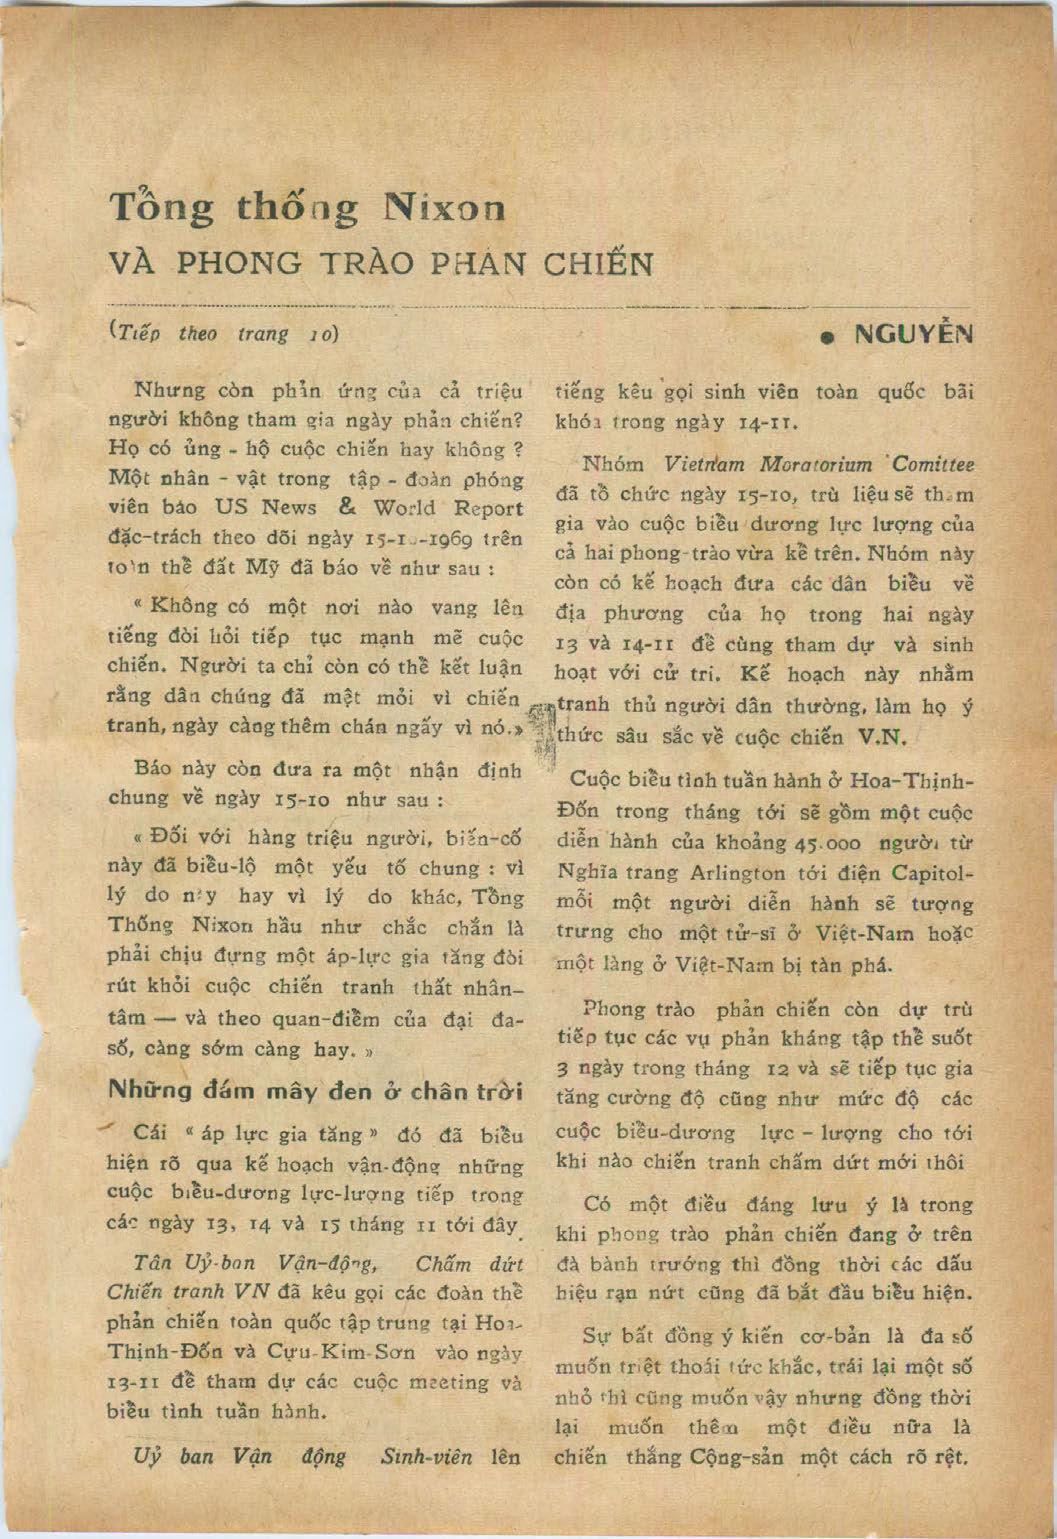 Tổng thống Nixon
VÀ PHONG TRÀO PHẢN CHIẾN
(Tiếp theo trang 10)
● NGUYỄN
Nhưng còn phản ứng của cả triệu
người không tham gia ngày phản chiến?
Họ có ủng - hộ cuộc chiến hay không ?
Một nhân - vật trong tập - đoàn phóng
viên báo US News & World Report
đặc-trách theo dõi ngày 15-1 -1969 trên
toàn thể đất Mỹ đã báo về như sau :
« Không có một nơi nào vang lên
tiếng đòi hỏi tiếp tục mạnh mẽ cuộc
chiến. Người ta chỉ còn có thể kết luận
rằng dân chúng đã mệt mỏi vì chiến
tranh, ngày càng thêm chán ngấy vì nó.»
Báo này còn đưa ra một nhận định
chung về ngày 15-10 như sau :
« Đối với hàng triệu người, biến-cố
này đã biểu-lộ một yếu tố chung : vì
lý do này hay vì lý do khác, Tổng
Thống Nixon hầu như chắc chắn là
phải chịu đựng một áp-lực gia tăng đòi
rút khỏi cuộc chiến tranh thất nhân-
tâm — và theo quan-điểm của đại đa-
số, càng sớm càng hay. »
Những đám mây đen ở chân trời
Cái « áp lực gia tăng » đó đã biểu
hiện rõ qua kế hoạch vận-động những
cuộc biểu-dương lực-lượng tiếp trong
các ngày 13, 14 và 15 tháng 11 tới đây.
Tân Uỷ-ban Vận-động, Chấm dứt
Chiến tranh VN đã kêu gọi các đoàn thể
phản chiến toàn quốc tập trung tại Hoa-
Thịnh-Đốn và Cựu-Kim-Sơn vào ngày
13-11 để tham dự các cuộc meeting và
biểu tình tuần hành.
Uỷ ban Vận động Sinh-viên lên
tiếng kêu gọi sinh viên toàn quốc bãi
khóa trong ngày 14-11.
Nhóm Vietnam Moratorium Comittee
đã tổ chức ngày 15-10, trù liệu sẽ tham
gia vào cuộc biểu dương lực lượng của
cả hai phong-trào vừa kể trên. Nhóm này
còn có kế hoạch đưa các dân biểu về
địa phương của họ trong hai ngày
13 và 14-11 để cùng tham dự và sinh
hoạt với cử tri. Kế hoạch này nhằm
tranh thủ người dân thường, làm họ ý
thức sâu sắc về cuộc chiến V.N.
Cuộc biểu tình tuần hành ở Hoa-Thịnh-
Đốn trong tháng tới sẽ gồm một cuộc
diễn hành của khoảng 45.000 người từ
Nghĩa trang Arlington tới điện Capitol-
mỗi một người diễn hành sẽ tượng
trưng cho một tử-sĩ ở Việt-Nam hoặc
một làng ở Việt-Nam bị tàn phá.
Phong trào phản chiến còn dự trù
tiếp tục các vụ phản kháng tập thể suốt
3 ngày trong tháng 12 và sẽ tiếp tục gia
tăng cường độ cũng như mức độ các
cuộc biểu-dương lực - lượng cho tới
khi nào chiến tranh chấm dứt mới thôi
Có một điều đáng lưu ý là trong
khi phong trào phản chiến đang ở trên
đà bành trướng thì đồng thời các dấu
hiệu rạn nứt cũng đã bắt đầu biểu hiện.
Sự bất đồng ý kiến cơ-bản là đa số
muốn triệt thoái tức khắc, trái lại một số
nhỏ thì cũng muốn vậy nhưng đồng thời
lại muốn thêm một điều nữa là
chiến thắng Cộng-sản một cách rõ rệt.